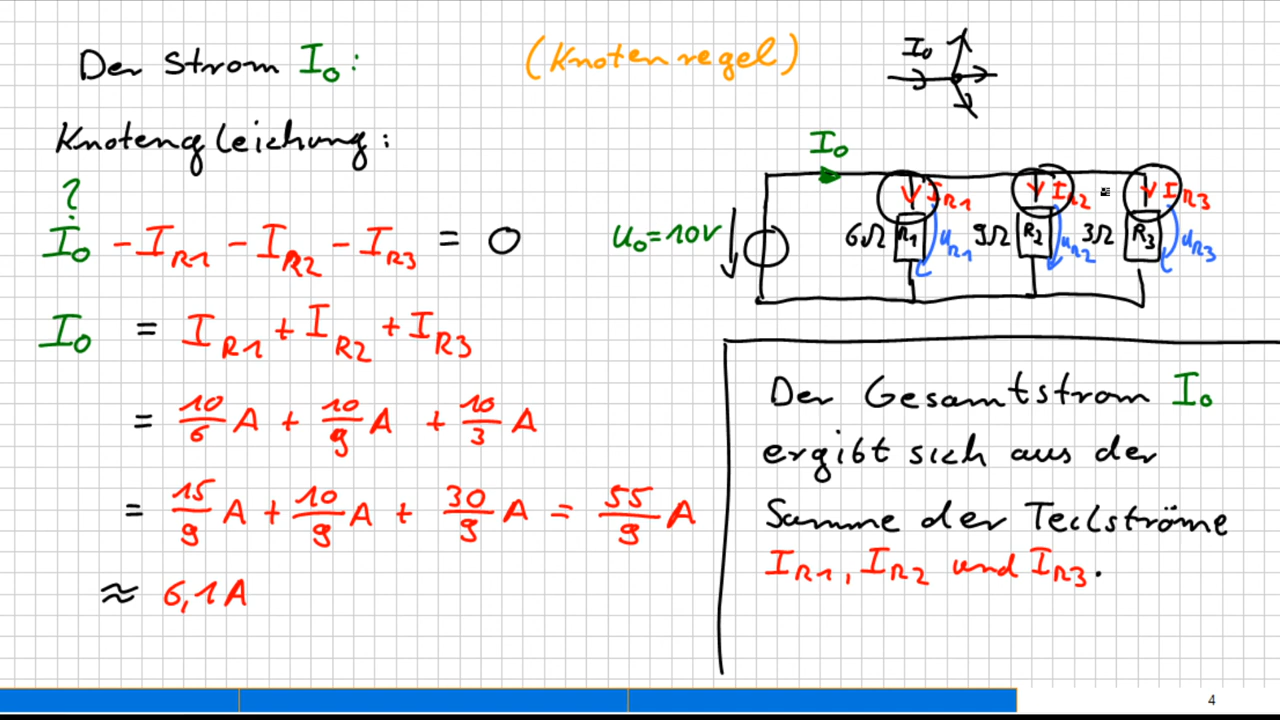 Der Strom I₀:
(Knotenregel)
I₀
Knotengleichung:
?
I₀ - I_R1 - I_R2 - I_R3 = 0
I₀ = I_R1 + I_R2 + I_R3
= 10/6 A + 10/9 A + 10/3 A
= 15/9 A + 10/9 A + 30/9 A = 55/9 A
≈ 6,1A
I₀
I_R1 I_R2 I_R3
U₀=10V 6Ω R₁ U_R1 9Ω R₂ U_R2 3Ω R₃ U_R3
Der Gesamtstrom I₀
ergibt sich aus der
Summe der Teilströme
I_R1, I_R2 und I_R3.
4